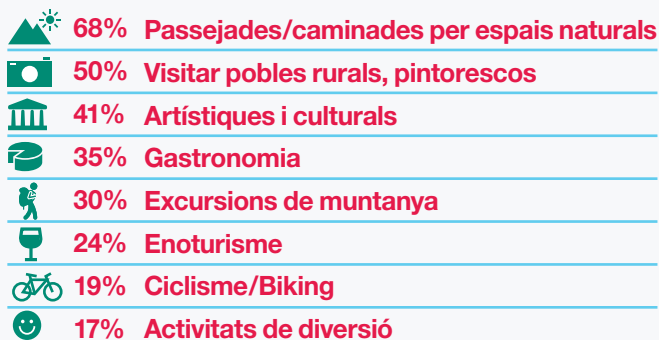 68% Passejades/caminades per espais naturals
50% Visitar pobles rurals, pintorescos
41% Artístiques i culturals
35% Gastronomia
30% Excursions de muntanya
24% Enoturisme
19% Ciclisme/Biking
17% Activitats de diversió